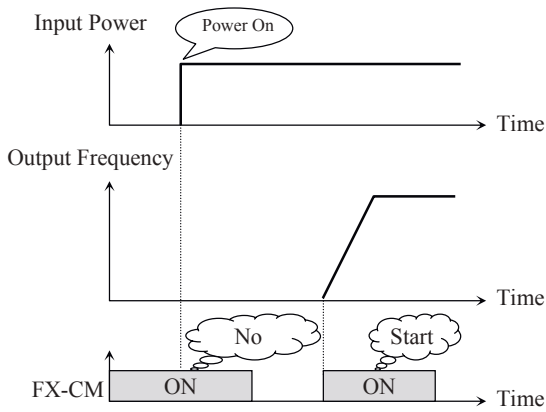 Input Power
Power On
Time
Output Frequency
Time
No
Start
FX-CM
ON
ON
Time